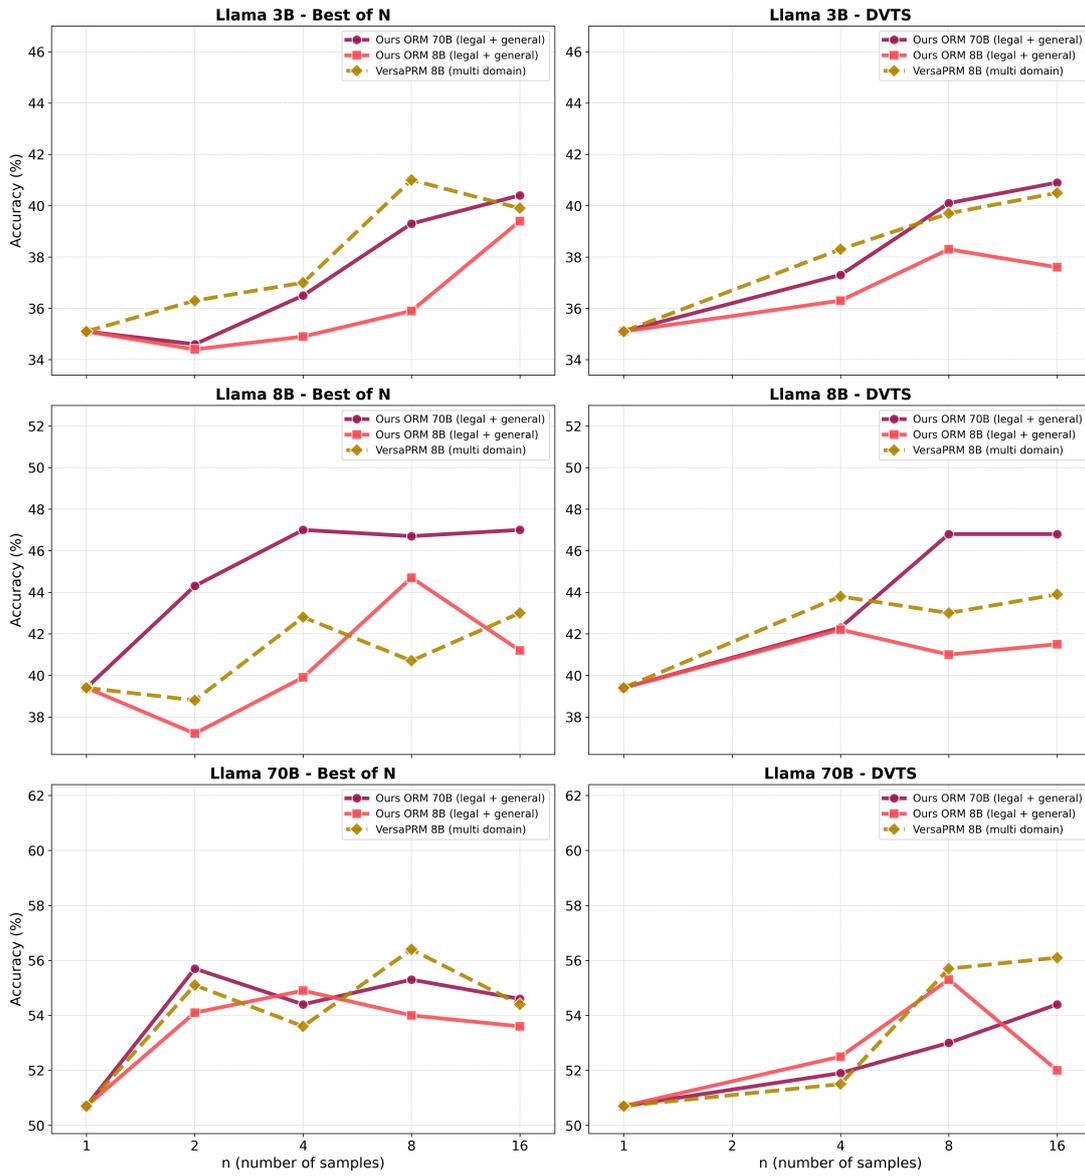 Llama 3B - Best of N
Ours ORM 70B (legal + general)
Ours ORM 8B (legal + general)
VersaPRM 8B (multi domain)
Accuracy (%)
46
44
42
40
38
36
34
Llama 3B - DVTS
Ours ORM 70B (legal + general)
Ours ORM 8B (legal + general)
VersaPRM 8B (multi domain)
46
44
42
40
38
36
34
Llama 8B - Best of N
Ours ORM 70B (legal + general)
Ours ORM 8B (legal + general)
VersaPRM 8B (multi domain)
Accuracy (%)
52
50
48
46
44
42
40
38
Llama 8B - DVTS
Ours ORM 70B (legal + general)
Ours ORM 8B (legal + general)
VersaPRM 8B (multi domain)
52
50
48
46
44
42
40
38
Llama 70B - Best of N
Ours ORM 70B (legal + general)
Ours ORM 8B (legal + general)
VersaPRM 8B (multi domain)
Accuracy (%)
62
60
58
56
54
52
50
1 2 4 8 16
n (number of samples)
Llama 70B - DVTS
Ours ORM 70B (legal + general)
Ours ORM 8B (legal + general)
VersaPRM 8B (multi domain)
62
60
58
56
54
52
50
1 2 4 8 16
n (number of samples)